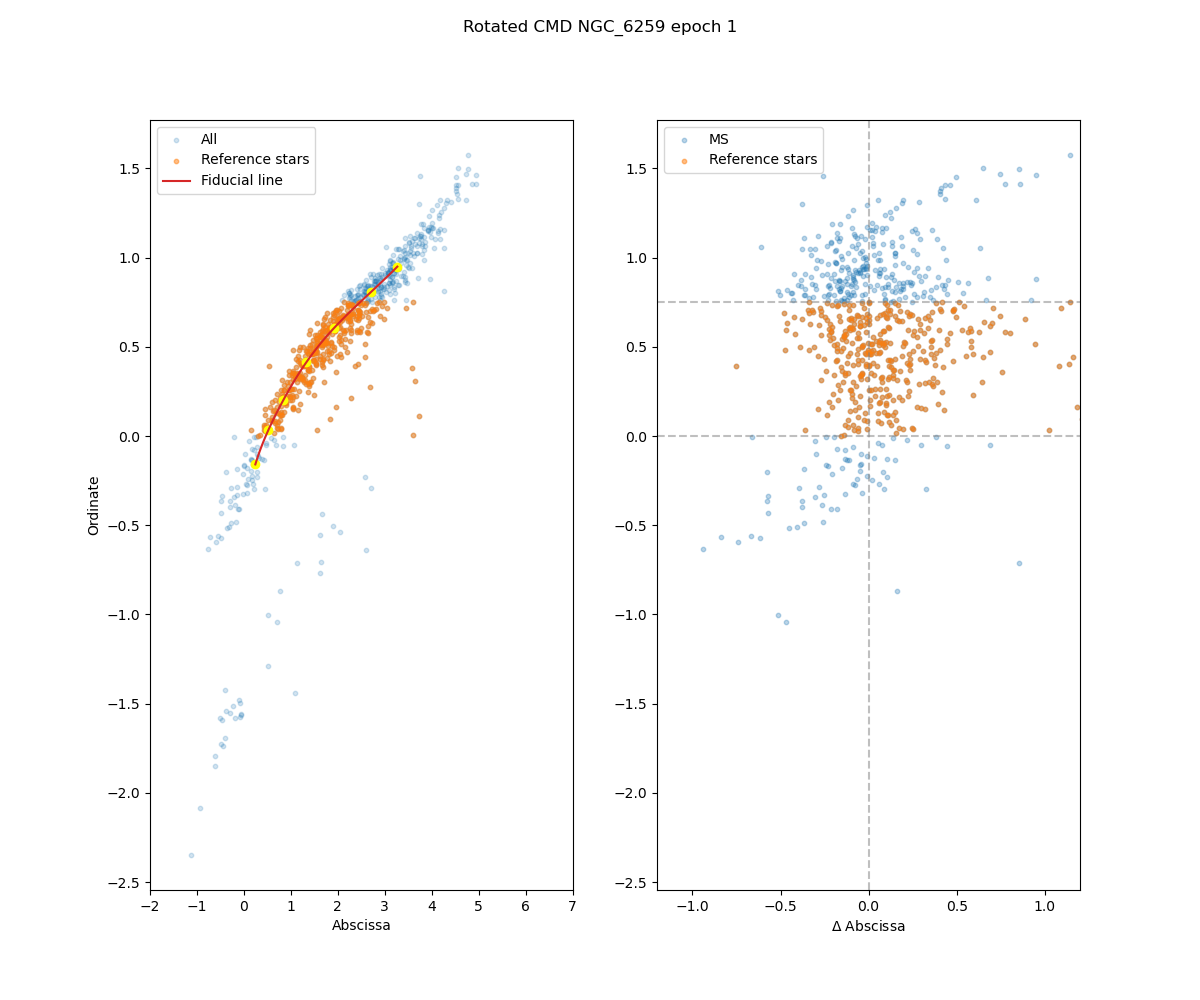 Rotated CMD NGC_6259 epoch 1
All
Reference stars
Fiducial line
1.5
1.0
0.5
0.0
−0.5
−1.0
−1.5
−2.0
−2.5
Ordinate
−2 −1 0 1 2 3 4 5 6 7
Abscissa
MS
Reference stars
1.5
1.0
0.5
0.0
−0.5
−1.0
−1.5
−2.0
−2.5
−1.0 −0.5 0.0 0.5 1.0
Δ Abscissa